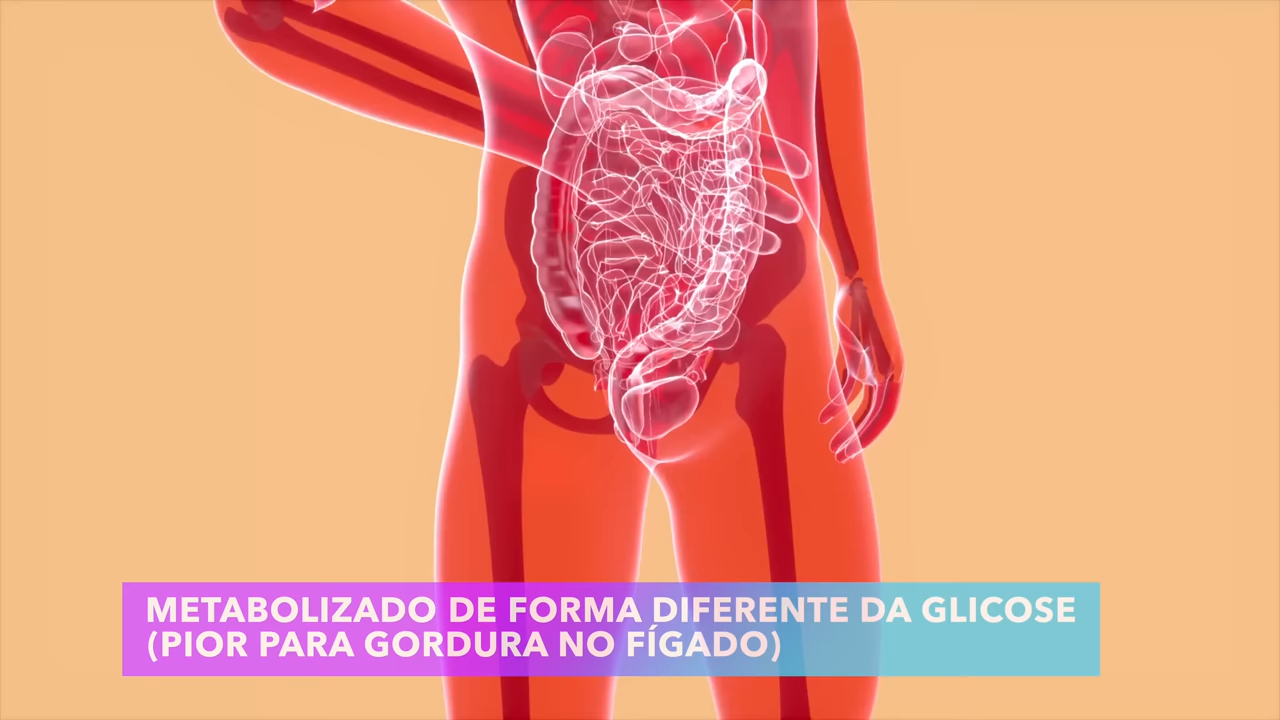 METABOLIZADO DE FORMA DIFERENTE DA GLICOSE
(PIOR PARA GORDURA NO FÍGADO)